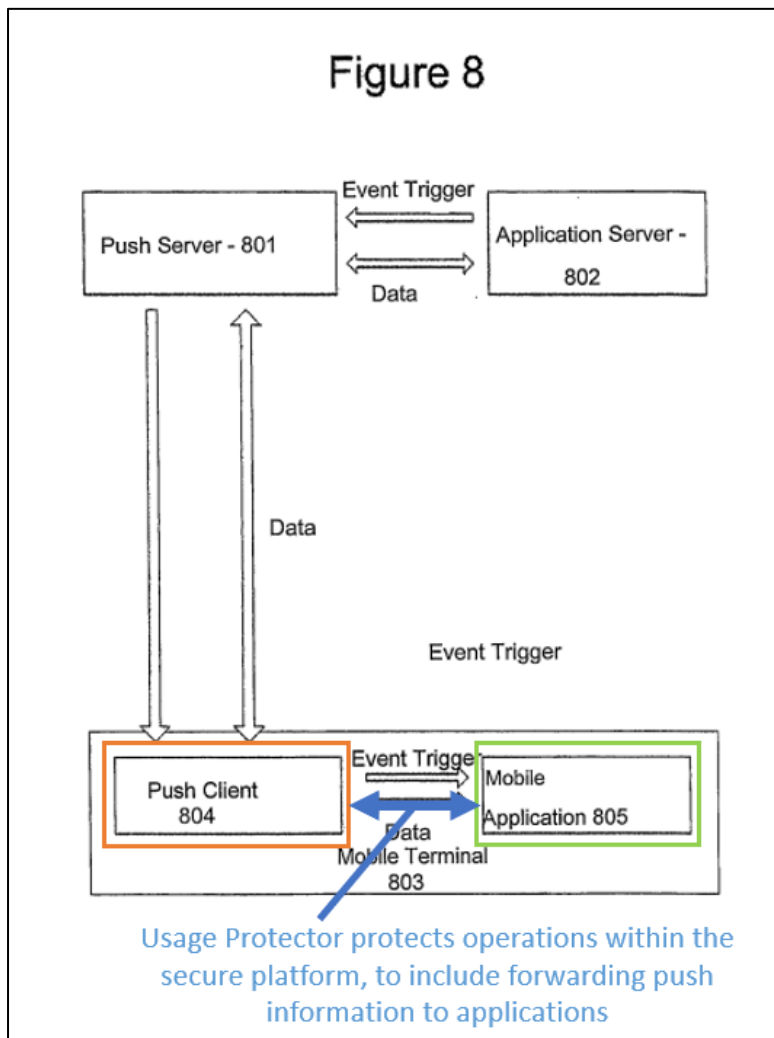 Figure 8
Event Trigger
Push Server - 801
Application Server -
802
Data
Data
Event Trigger
Event Trigger
Push Client
804
Mobile
Application 805
Data
Mobile Terminal
803
Usage Protector protects operations within the
secure platform, to include forwarding push
information to applications